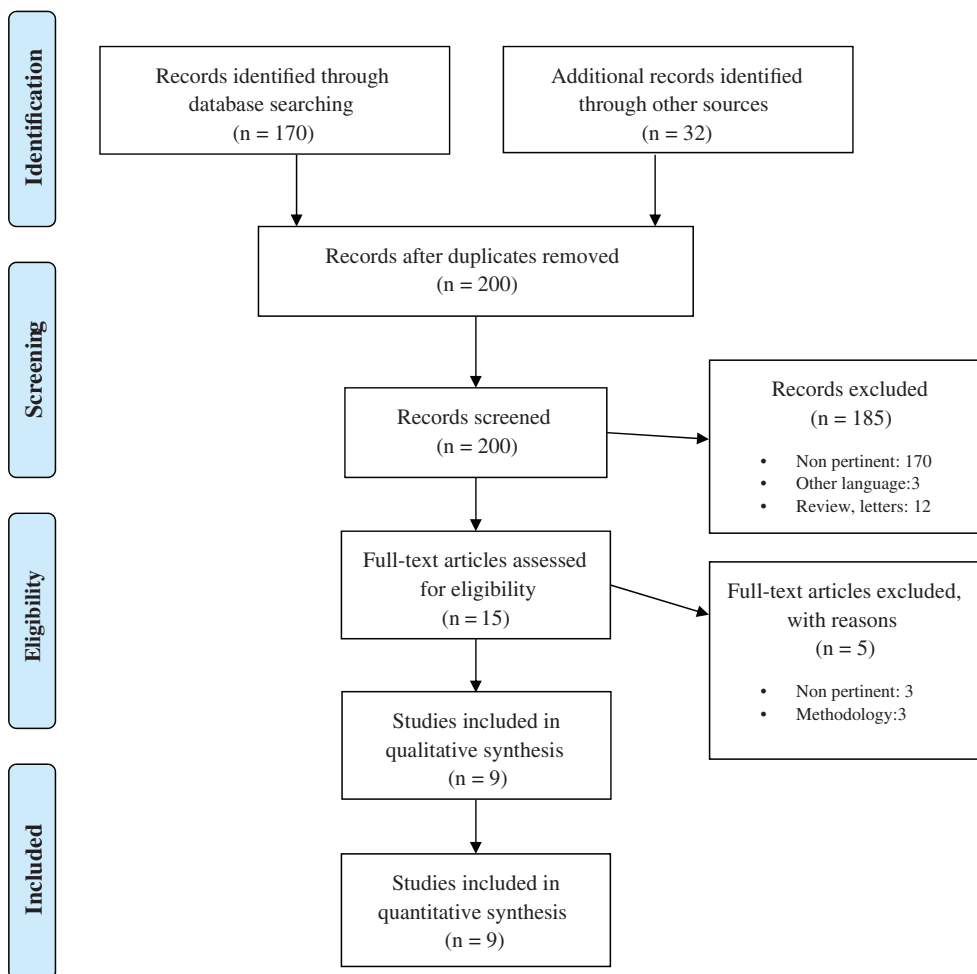 Identification
Records identified through
database searching
(n = 170)
Additional records identified
through other sources
(n = 32)
Records after duplicates removed
(n = 200)
Screening
Records screened
(n = 200)
Records excluded
(n = 185)
• Non pertinent: 170
• Other language:3
• Review, letters: 12
Eligibility
Full-text articles assessed
for eligibility
(n = 15)
Full-text articles excluded,
with reasons
(n = 5)
• Non pertinent: 3
• Methodology:3
Studies included in
qualitative synthesis
(n = 9)
Included
Studies included in
quantitative synthesis
(n = 9)